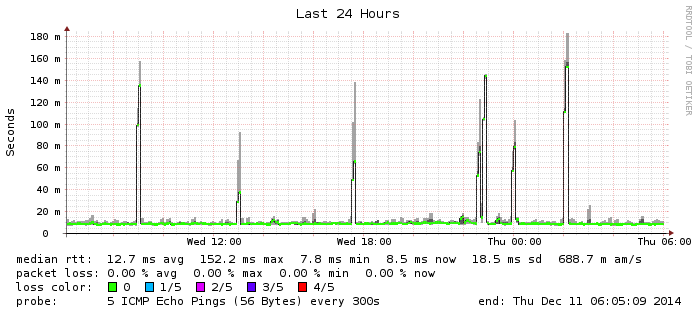 Last 24 Hours
RRDTOOL / TOBI OETIKER
Seconds
180 m
160 m
140 m
120 m
100 m
80 m
60 m
40 m
20 m
0
Wed 12:00 Wed 18:00 Thu 00:00 Thu 06:00
median rtt: 12.7 ms avg 152.2 ms max 7.8 ms min 8.5 ms now 18.5 ms sd 688.7 m am/s
packet loss: 0.00 % avg 0.00 % max 0.00 % min 0.00 % now
loss color: 0 1/5 2/5 3/5 4/5
probe: 5 ICMP Echo Pings (56 Bytes) every 300s end: Thu Dec 11 06:05:09 2014